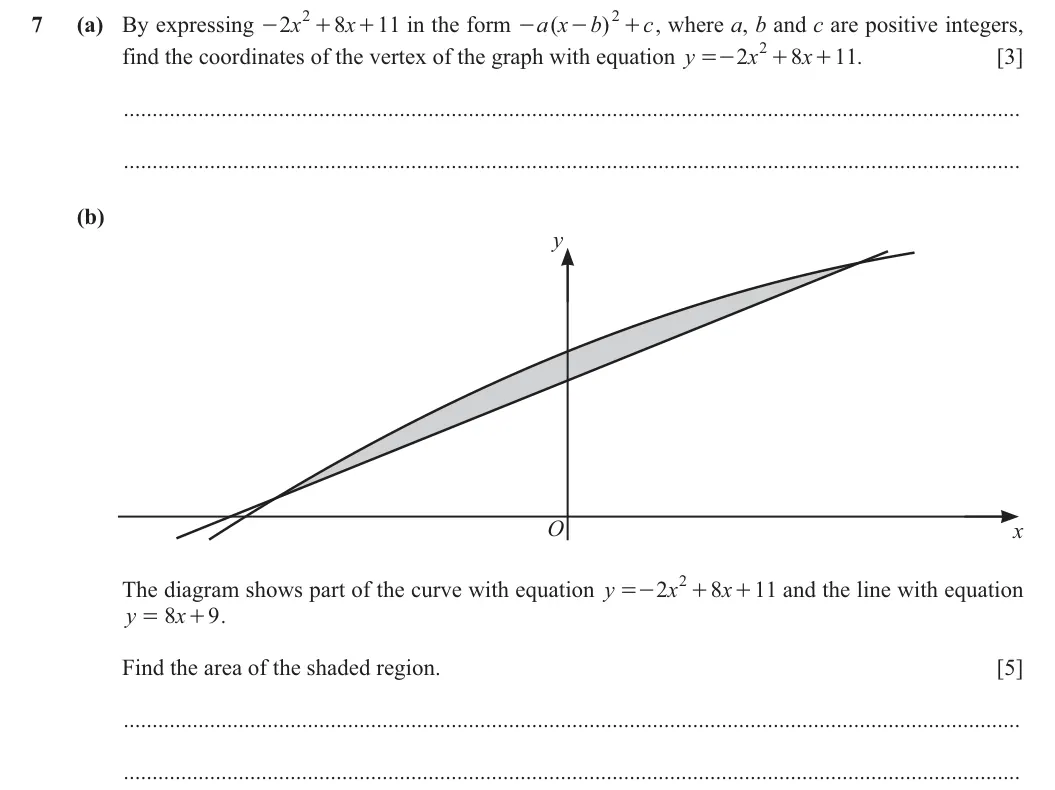 7 (a) By expressing −2x² + 8x + 11 in the form −a(x − b)² + c, where a, b and c are positive integers,
find the coordinates of the vertex of the graph with equation y = −2x² + 8x + 11. [3]
(b)
y
O
x
The diagram shows part of the curve with equation y = −2x² + 8x + 11 and the line with equation
y = 8x + 9.
Find the area of the shaded region. [5]